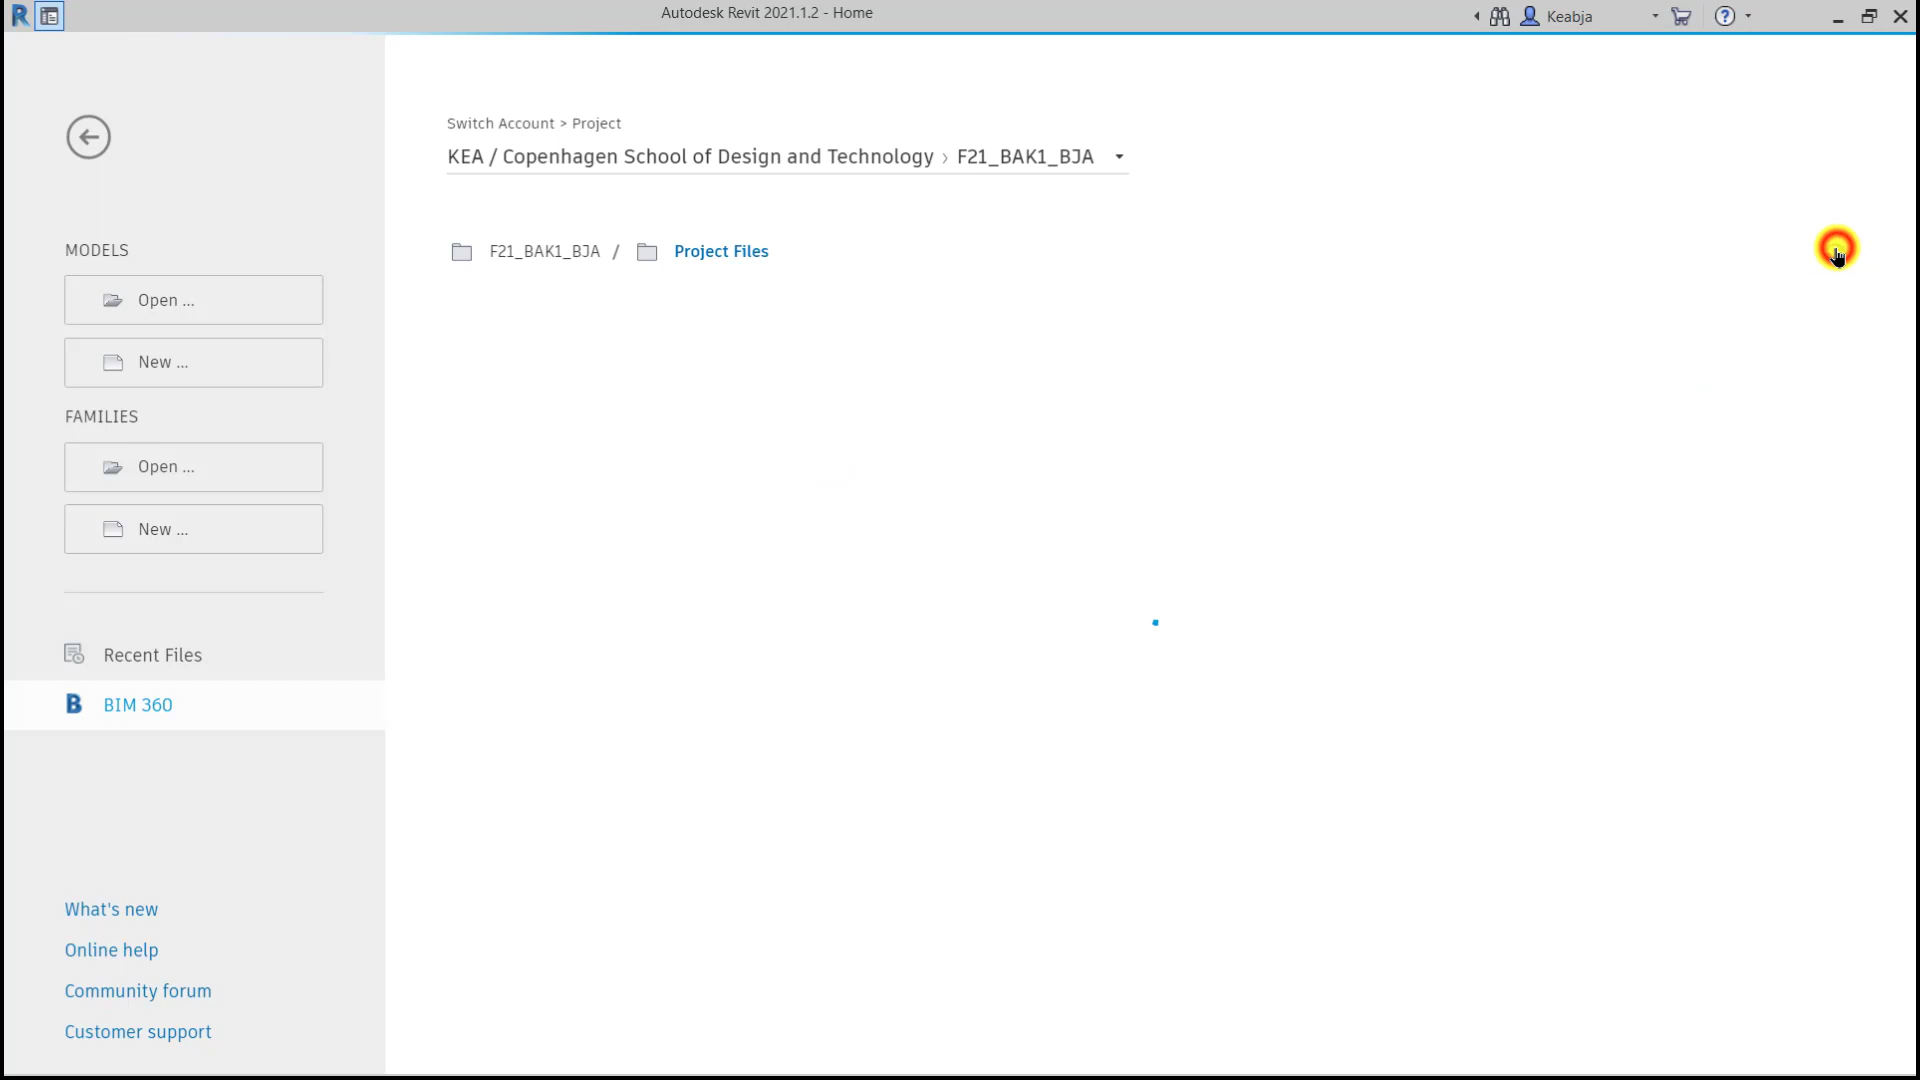 Autodesk Revit 2021.1.2 - Home
Keabja
Switch Account > Project
KEA / Copenhagen School of Design and Technology › F21_BAK1_BJA
F21_BAK1_BJA / Project Files
MODELS
Open ...
New ...
FAMILIES
Open ...
New ...
Recent Files
BIM 360
What's new
Online help
Community forum
Customer support